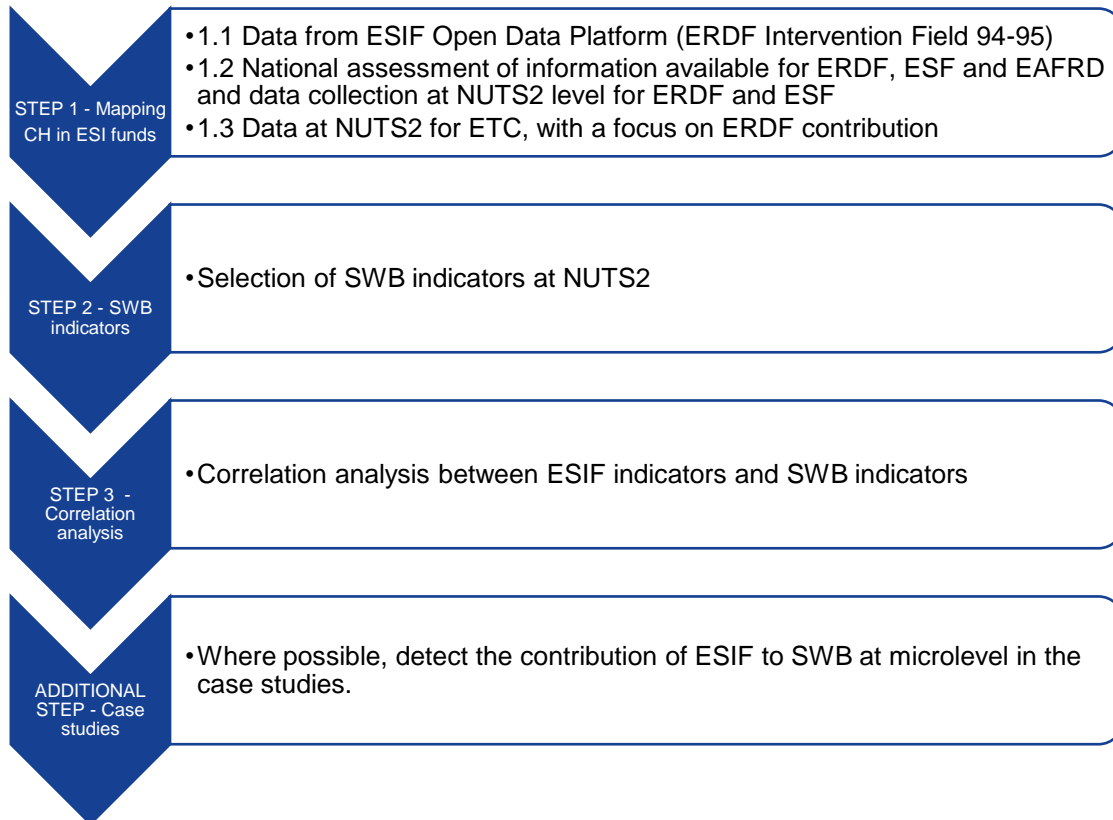 STEP 1 - Mapping
CH in ESI funds
•1.1 Data from ESIF Open Data Platform (ERDF Intervention Field 94-95)
•1.2 National assessment of information available for ERDF, ESF and EAFRD
and data collection at NUTS2 level for ERDF and ESF
•1.3 Data at NUTS2 for ETC, with a focus on ERDF contribution
STEP 2 - SWB
indicators
•Selection of SWB indicators at NUTS2
STEP 3 -
Correlation
analysis
•Correlation analysis between ESIF indicators and SWB indicators
ADDITIONAL
STEP - Case
studies
•Where possible, detect the contribution of ESIF to SWB at microlevel in the
case studies.